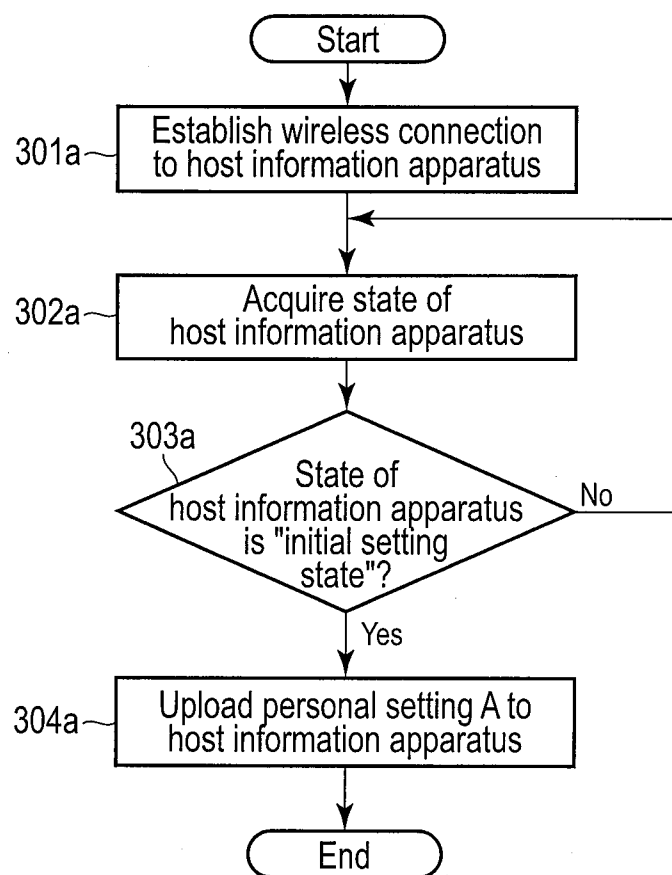 Start
301a
Establish wireless connection
to host information apparatus
302a
Acquire state of
host information apparatus
303a
State of
host information apparatus
is "initial setting
state"?
No
Yes
304a
Upload personal setting A to
host information apparatus
End